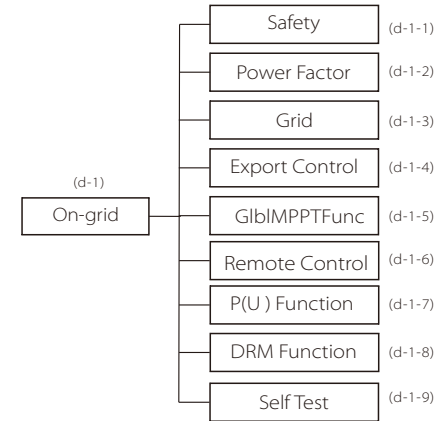 Safety (d-1-1)
Power Factor (d-1-2)
Grid (d-1-3)
Export Control (d-1-4)
(d-1)
On-grid
GlblMPPTFunc (d-1-5)
Remote Control (d-1-6)
P(U ) Function (d-1-7)
DRM Function (d-1-8)
Self Test (d-1-9)